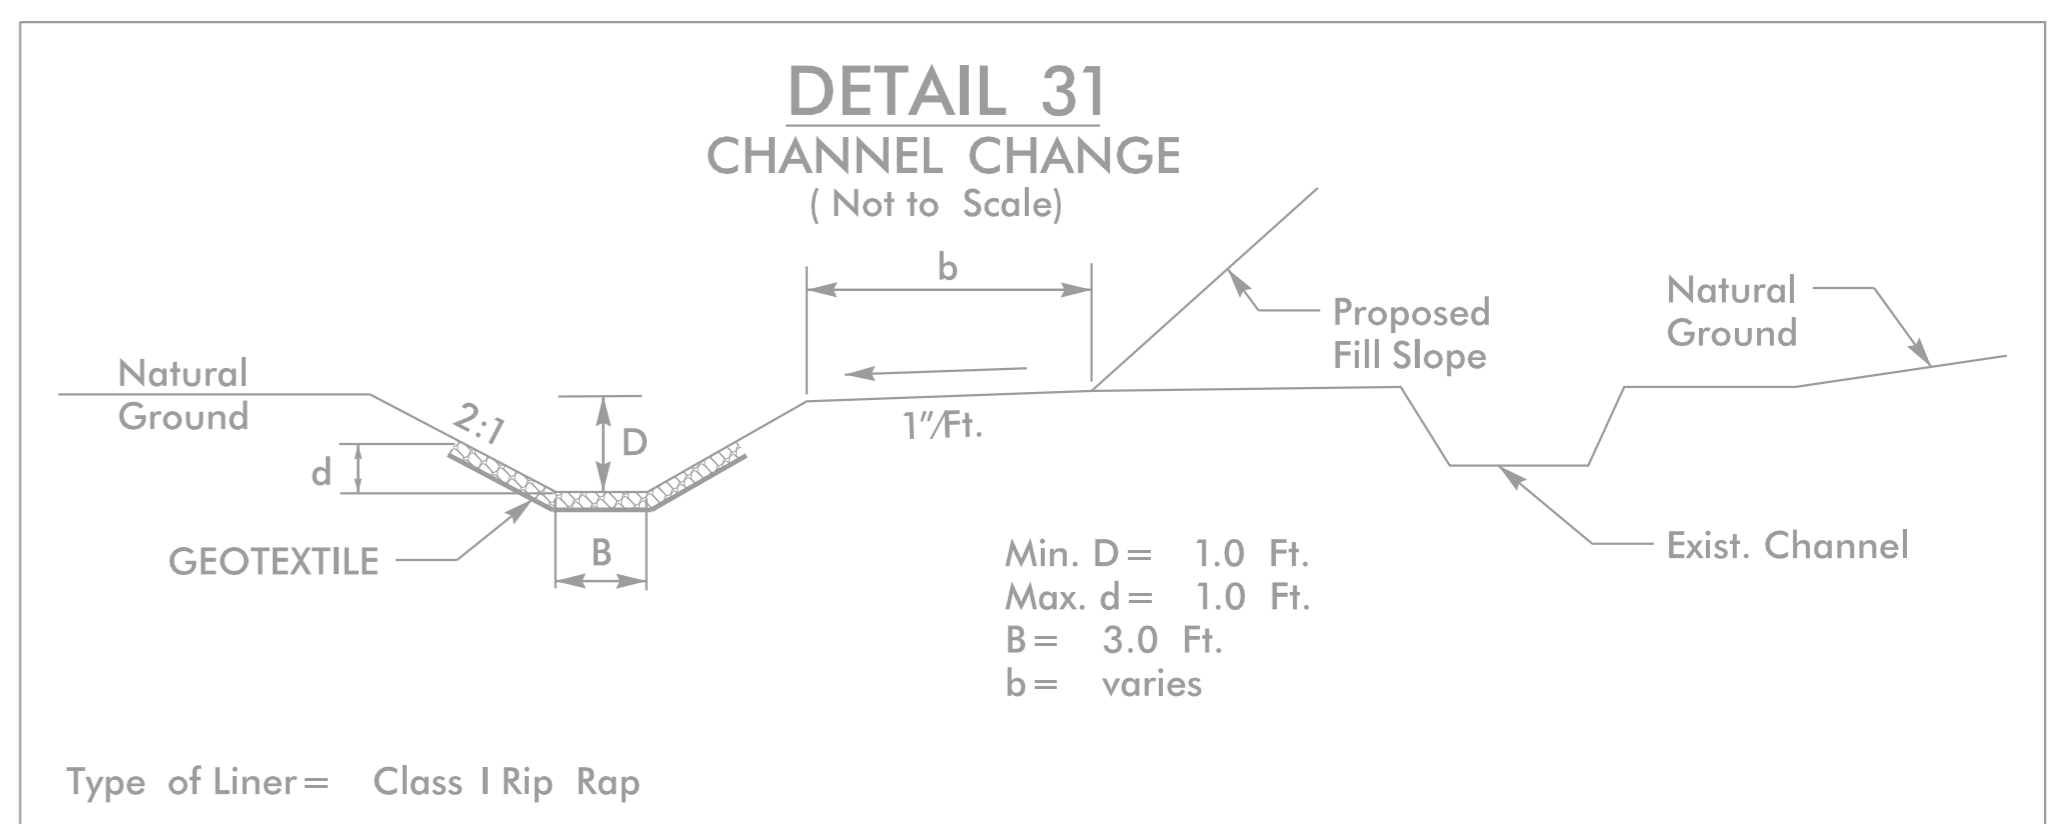 DETAIL 31
CHANNEL CHANGE
( Not to Scale)
b
Proposed
Fill Slope
Natural
Ground
Natural
Ground
2:1
D
1"/Ft.
d
GEOTEXTILE
B
Exist. Channel
Min. D = 1.0 Ft.
Max. d = 1.0 Ft.
B = 3.0 Ft.
b = varies
Type of Liner = Class I Rip Rap